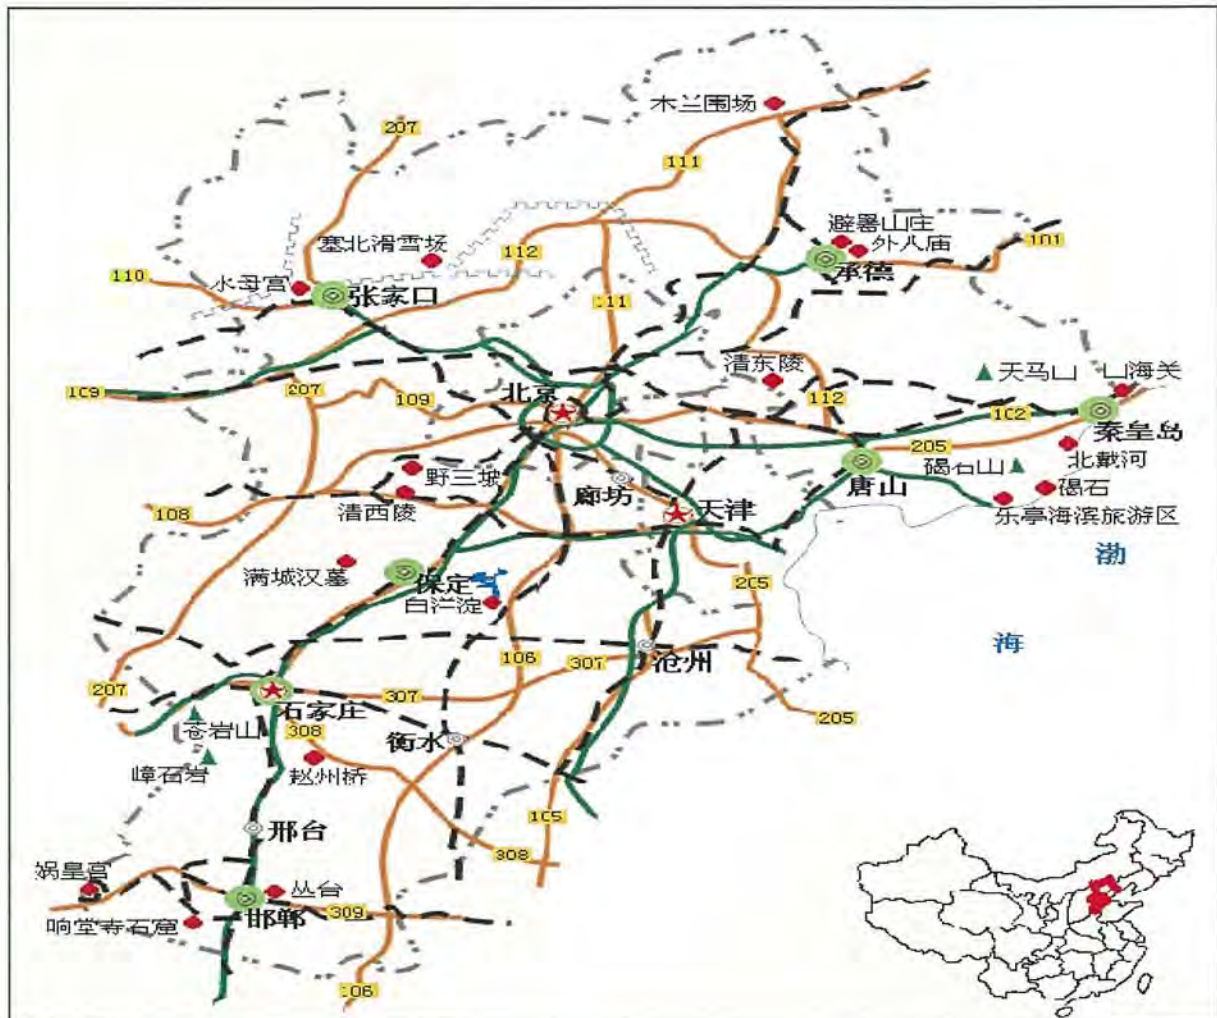 木兰围场
207
111
避暑山庄
外八庙
101
塞北滑雪场
112
承德
110
水母宫
张家口
111
清东陵
天马山
山海关
109
207
109
北京
112
102
秦皇岛
205
北戴河
野三坡
碣石山
唐山
碣石
清西陵
廊坊
天津
乐亭海滨旅游区
108
渤
满城汉墓
保定
205
白洋淀
海
106
307
沧州
207
307
205
石家庄
苍岩山
308
衡水
嶂石岩
赵州桥
105
邢台
308
娲皇宫
丛台
309
邯郸
响堂寺石窟
106